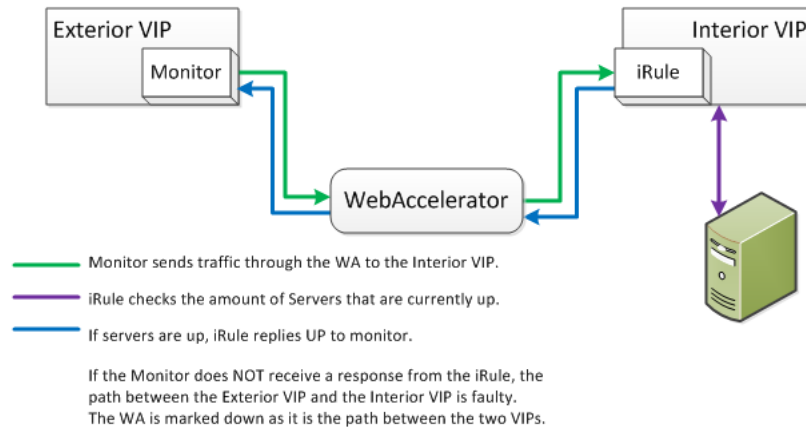 Exterior VIP
Interior VIP
Monitor
iRule
WebAccelerator
Monitor sends traffic through the WA to the Interior VIP.
iRule checks the amount of Servers that are currently up.
If servers are up, iRule replies UP to monitor.
If the Monitor does NOT receive a response from the iRule, the
path between the Exterior VIP and the Interior VIP is faulty.
The WA is marked down as it is the path between the two VIPs.